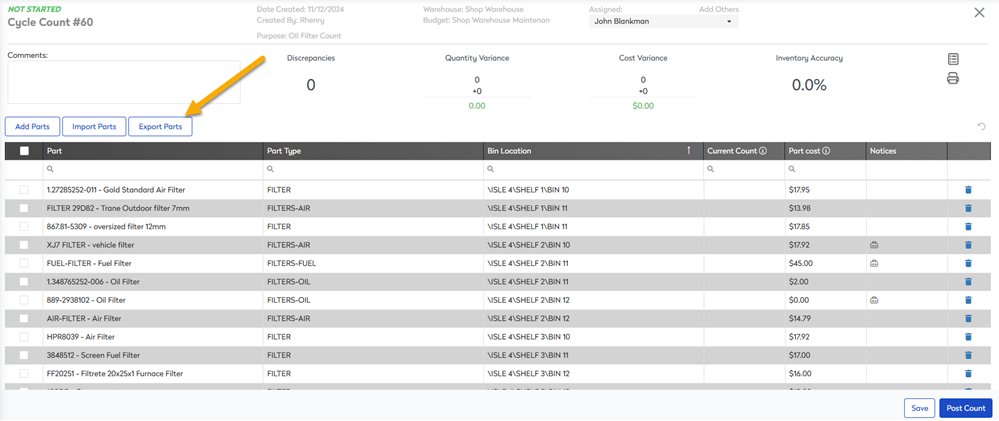 NOT STARTED
Cycle Count #60
Date Created: 11/12/2024
Created By: Rhenny
Purpose: Oil Filter Count
Warehouse: Shop Warehouse
Budget: Shop Warehouse Maintenan
Assigned: Add Others
John Blankman
Comments:
Discrepancies Quantity Variance Cost Variance Inventory Accuracy
0 0 0 0.0%
+0 +0
0.00 $0.00
Add Parts Import Parts Export Parts
Part Part Type Bin Location Current Count Part cost Notices
1.27285252-011 - Gold Standard Air Filter FILTER \ISLE 4\SHELF 1\BIN 10 $17.95
FILTER 29D82 - Trane Outdoor filter 7mm FILTERS-AIR \ISLE 4\SHELF 1\BIN 11 $13.98
867.81-5309 - oversized filter 12mm FILTER \ISLE 4\SHELF 1\BIN 11 $17.85
XJ7 FILTER - vehicle filter FILTERS-AIR \ISLE 4\SHELF 2\BIN 10 $17.92
FUEL-FILTER - Fuel Filter FILTERS-FUEL \ISLE 4\SHELF 2\BIN 11 $45.00
1.348765252-006 - Oil Filter FILTERS-OIL \ISLE 4\SHELF 2\BIN 11 $2.00
889-2938102 - Oil Filter FILTERS-OIL \ISLE 4\SHELF 2\BIN 12 $0.00
AIR-FILTER - Air Filter FILTERS-AIR \ISLE 4\SHELF 2\BIN 12 $14.79
HPR8039 - Air Filter FILTER \ISLE 4\SHELF 3\BIN 10 $17.92
3848512 - Screen Fuel Filter FILTER \ISLE 4\SHELF 3\BIN 11 $17.00
FF20251 - Filtrete 20x25x1 Furnace Filter FILTER \ISLE 4\SHELF 3\BIN 12 $16.00
Save Post Count